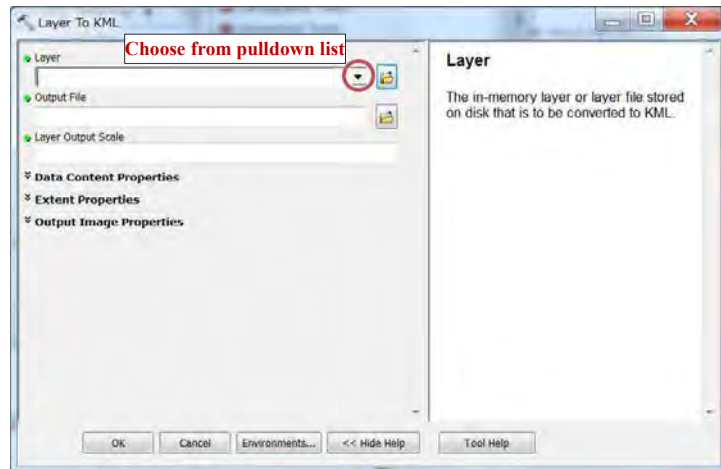 Layer To KML
Choose from pulldown list
Layer
Output File
Layer Output Scale
Data Content Properties
Extent Properties
Output Image Properties
OK
Cancel
Environments...
<< Hide Help
Layer
The in-memory layer or layer file stored
on disk that is to be converted to KML.
Tool Help